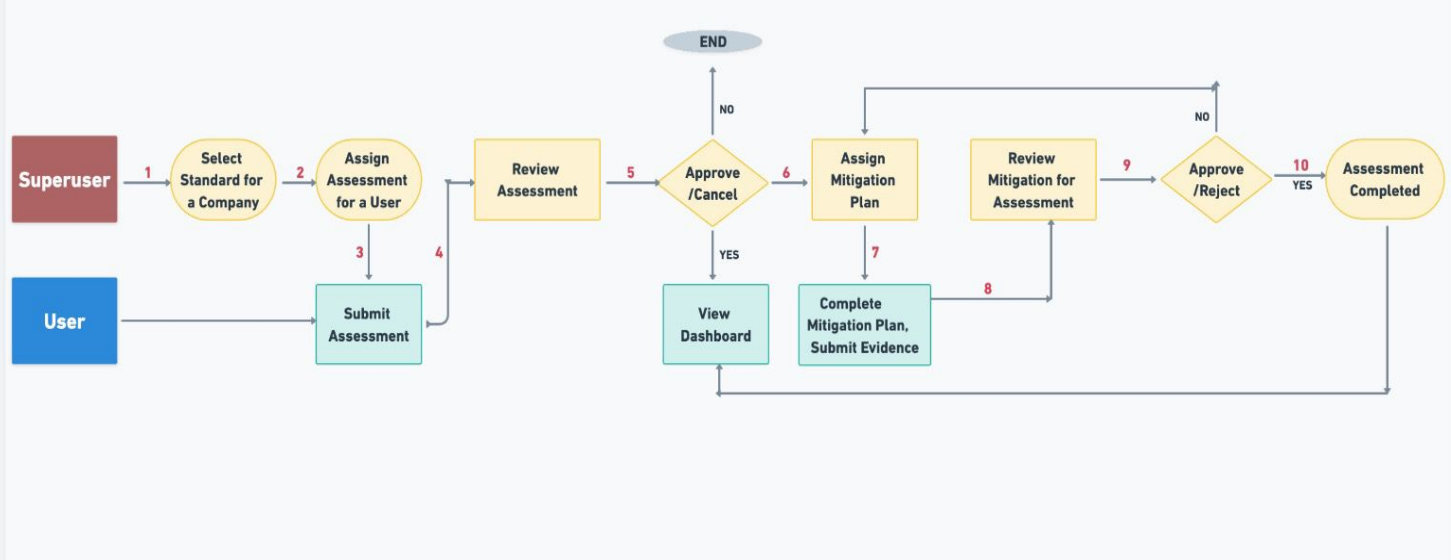 END
NO
NO
Superuser
1
Select
Standard for
a Company
2
Assign
Assessment
for a User
Review
Assessment
5
Approve
/Cancel
6
Assign
Mitigation
Plan
Review
Mitigation for
Assessment
9
Approve
/Reject
10
YES
Assessment
Completed
3
4
YES
7
User
Submit
Assessment
View
Dashboard
Complete
Mitigation Plan,
Submit Evidence
8